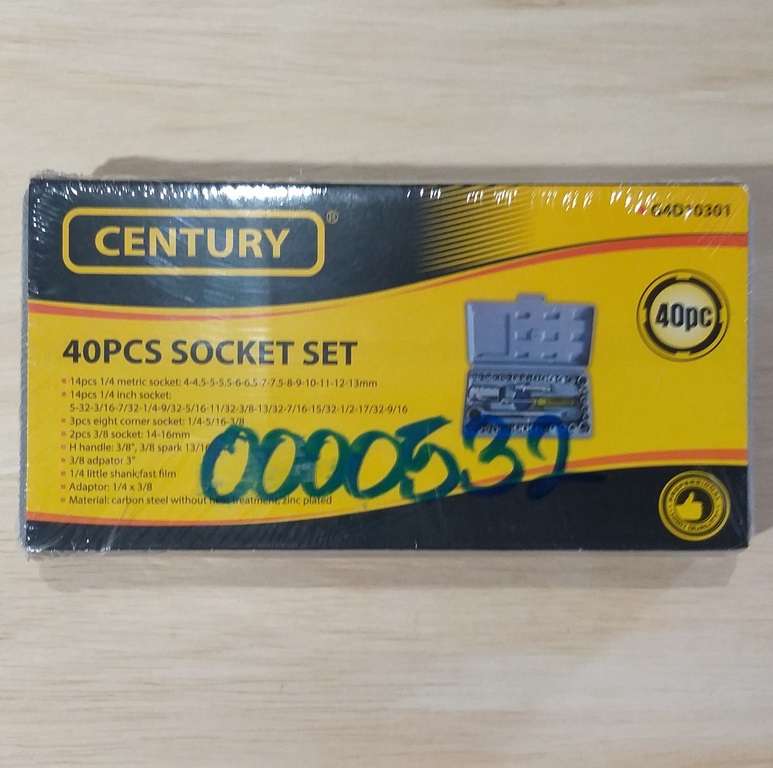 CENTURY®
40pc
40PCS SOCKET SET
14pcs 1/4 metric socket: 4-4.5-5-5.5-6-6.5-7-7.5-8-9-10-11-12-13mm
14pcs 1/4 inch socket:
5-32-3/16-7/32-1/4-9/32-5/16-11/32-3/8-13/32-7/16-15/32-1/2-17/32-9/16
3pcs eight corner socket: 1/4-5/16-3/8
2pcs 3/8 socket: 14-16mm
H handle: 3/8", 3/8 spark 13/16
3/8 adpator 3"
1/4 little shank,fast film
Adaptor: 1/4 x 3/8
Material: carbon steel without heat treatment, zinc plated
0000532